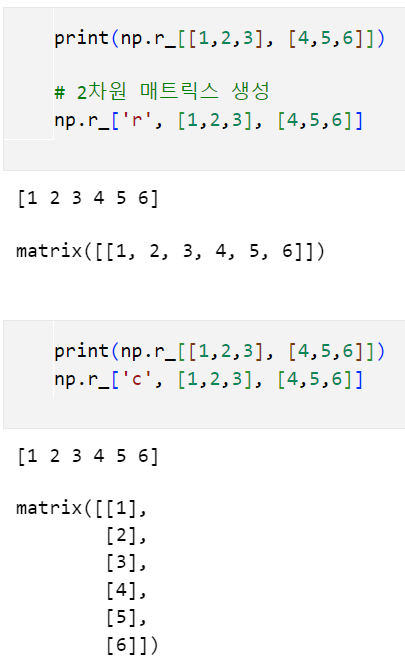 print(np.r_[[1,2,3], [4,5,6]])
# 2차원 매트릭스 생성
np.r_['r', [1,2,3], [4,5,6]]
[1 2 3 4 5 6]
matrix([[1, 2, 3, 4, 5, 6]])
print(np.r_[[1,2,3], [4,5,6]])
np.r_['c', [1,2,3], [4,5,6]]
[1 2 3 4 5 6]
matrix([[1],
        [2],
        [3],
        [4],
        [5],
        [6]])